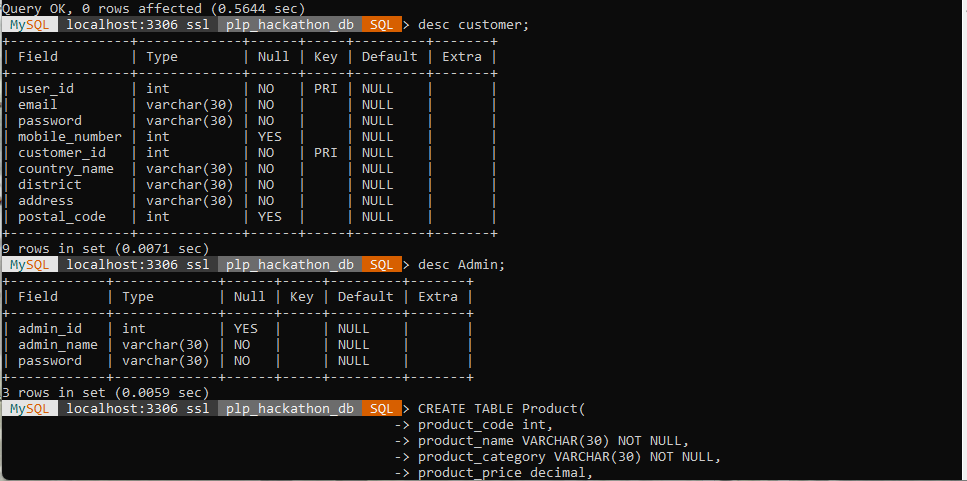 Query OK, 0 rows affected (0.5644 sec)
MySQL localhost:3306 ssl plp_hackathon_db SQL > desc customer;
+---------------+-------------+------+-----+---------+-------+
| Field         | Type        | Null | Key | Default | Extra |
+---------------+-------------+------+-----+---------+-------+
| user_id       | int         | NO   | PRI | NULL    |       |
| email         | varchar(30) | NO   |     | NULL    |       |
| password      | varchar(30) | NO   |     | NULL    |       |
| mobile_number | int         | YES  |     | NULL    |       |
| customer_id   | int         | NO   | PRI | NULL    |       |
| country_name  | varchar(30) | NO   |     | NULL    |       |
| district      | varchar(30) | NO   |     | NULL    |       |
| address       | varchar(30) | NO   |     | NULL    |       |
| postal_code   | int         | YES  |     | NULL    |       |
+---------------+-------------+------+-----+---------+-------+
9 rows in set (0.0071 sec)
MySQL localhost:3306 ssl plp_hackathon_db SQL > desc Admin;
+------------+-------------+------+-----+---------+-------+
| Field      | Type        | Null | Key | Default | Extra |
+------------+-------------+------+-----+---------+-------+
| admin_id   | int         | YES  |     | NULL    |       |
| admin_name | varchar(30) | NO   |     | NULL    |       |
| password   | varchar(30) | NO   |     | NULL    |       |
+------------+-------------+------+-----+---------+-------+
3 rows in set (0.0059 sec)
MySQL localhost:3306 ssl plp_hackathon_db SQL > CREATE TABLE Product(
-> product_code int,
-> product_name VARCHAR(30) NOT NULL,
-> product_category VARCHAR(30) NOT NULL,
-> product_price decimal,